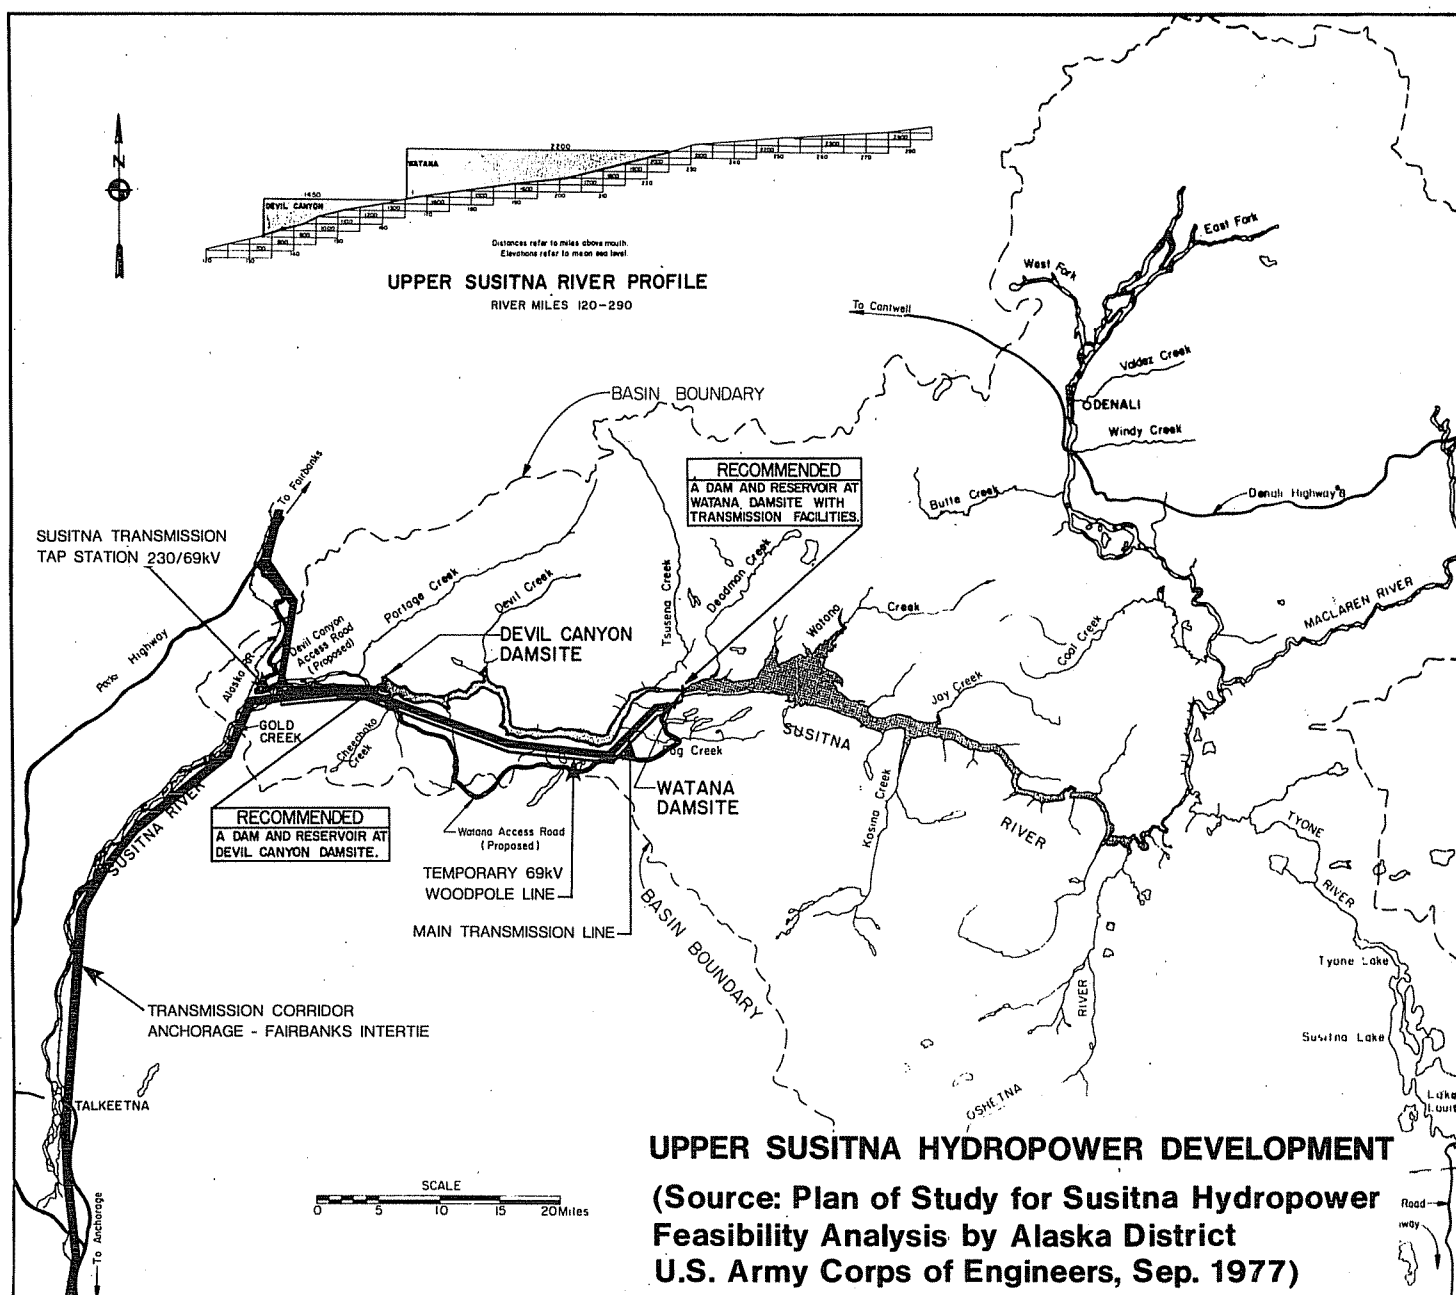 N
2200
WATANA
1450
DEVIL CANYON
Distances refer to miles above mouth.
Elevations refer to mean sea level.
UPPER SUSITNA RIVER PROFILE
RIVER MILES 120-290
East Fork
West Fork
To Cantwell
Valdez Creek
DENALI
Windy Creek
BASIN BOUNDARY
To Fairbanks
RECOMMENDED
A DAM AND RESERVOIR AT
WATANA DAMSITE WITH
TRANSMISSION FACILITIES.
Butte Creek
Denali Highway
SUSITNA TRANSMISSION
TAP STATION 230/69kV
Portage Creek
Devil Creek
Tsusena Creek
Deadman Creek
Watana
Creek
Coal Creek
MACLAREN RIVER
Highway
Devil Canyon
Access Road
(Proposed)
DEVIL CANYON
DAMSITE
Alaska RR
Jay Creek
GOLD
CREEK
Cheechako
Creek
SUSITNA
Fog Creek
WATANA
DAMSITE
Kosina Creek
RIVER
TYONE
RIVER
SUSITNA RIVER
RECOMMENDED
A DAM AND RESERVOIR AT
DEVIL CANYON DAMSITE.
Watana Access Road
(Proposed)
TEMPORARY 69kV
WOODPOLE LINE
MAIN TRANSMISSION LINE
BASIN BOUNDARY
Tyone Lake
RIVER
OSHETNA
Susitna Lake
TRANSMISSION CORRIDOR
ANCHORAGE - FAIRBANKS INTERTIE
TALKEETNA
Lake
To Anchorage
SCALE
0 5 10 15 20 Miles
Road
UPPER SUSITNA HYDROPOWER DEVELOPMENT
(Source: Plan of Study for Susitna Hydropower
Feasibility Analysis by Alaska District
U.S. Army Corps of Engineers, Sep. 1977)